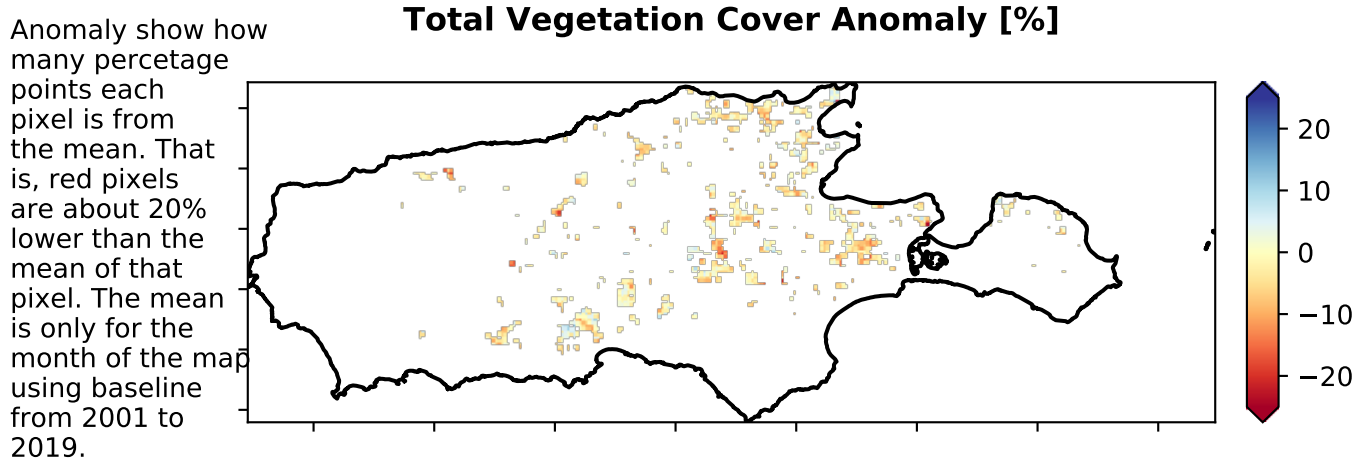 Total Vegetation Cover Anomaly [%]
Anomaly show how
many percetage
points each
pixel is from
the mean. That
is, red pixels
are about 20%
lower than the
mean of that
pixel. The mean
is only for the
month of the map
using baseline
from 2001 to
2019.
20
10
0
−10
−20